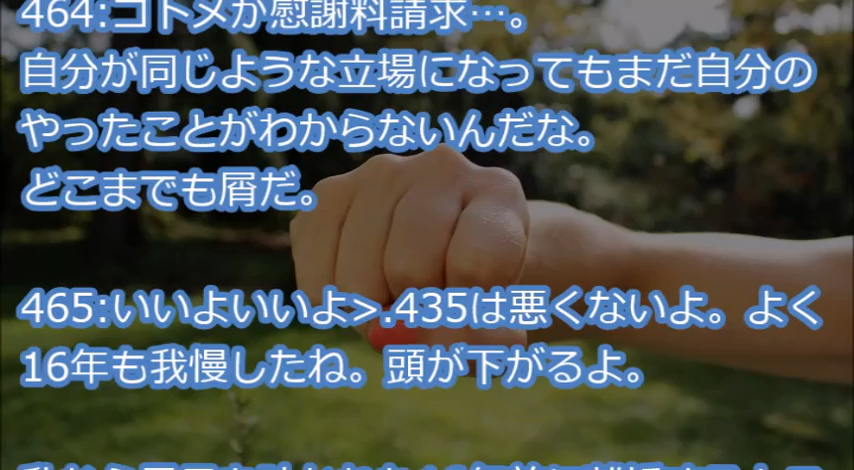 464:コトメが慰謝料請求…。
自分が同じような立場になってもまだ自分の
やったことがわからないんだな。
どこまでも屑だ。
465:いいよいいよ>.435は悪くないよ。よく
16年も我慢したね。頭が下がるよ。